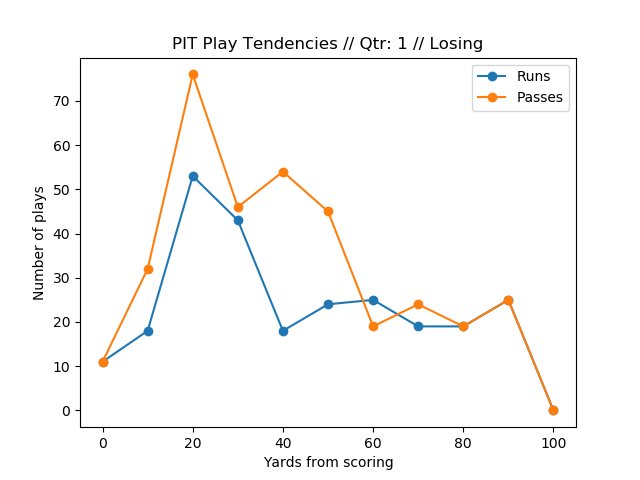 PIT Play Tendencies // Qtr: 1 // Losing
Runs
Passes
Number of plays
70
60
50
40
30
20
10
0
0 20 40 60 80 100
Yards from scoring